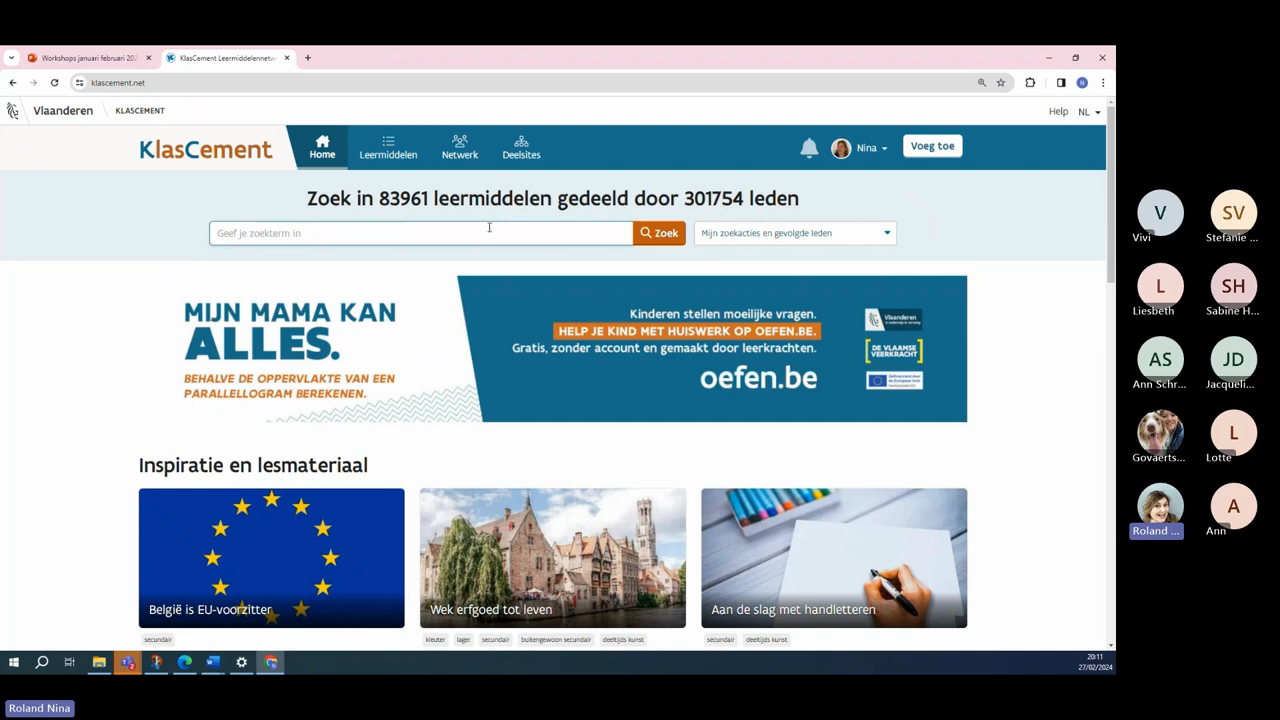 Workshops januari februari 202
KlasCement Leermiddelennetw
klascement.net
N
Vlaanderen
KLASCEMENT
Help
NL
KlasCement
Home
Leermiddelen
Netwerk
Deelsites
Nina
Voeg toe
Zoek in 83961 leermiddelen gedeeld door 301754 leden
Geef je zoekterm in
Zoek
Mijn zoekacties en gevolgde leden
MIJN MAMA KAN
ALLES.
BEHALVE DE OPPERVLAKTE VAN EEN
PARALLELLOGRAM BEREKENEN.
Kinderen stellen moeilijke vragen.
HELP JE KIND MET HUISWERK OP OEFEN.BE.
Gratis, zonder account en gemaakt door leerkrachten.
oefen.be
Vlaanderen
DE VLAAMSE
VEERKRACHT
Inspiratie en lesmateriaal
België is EU-voorzitter
Wek erfgoed tot leven
Aan de slag met handletteren
secundair
kleuter
lager
secundair
buitengewoon secundair
deeltijds kunst
secundair
deeltijds kunst
20:11
27/02/2024
V
Vivi
SV
Stefanie ...
L
Liesbeth
SH
Sabine H...
AS
Ann Schr...
JD
Jacqueli...
Govaerts...
L
Lotte
Roland ...
A
Ann
Roland Nina